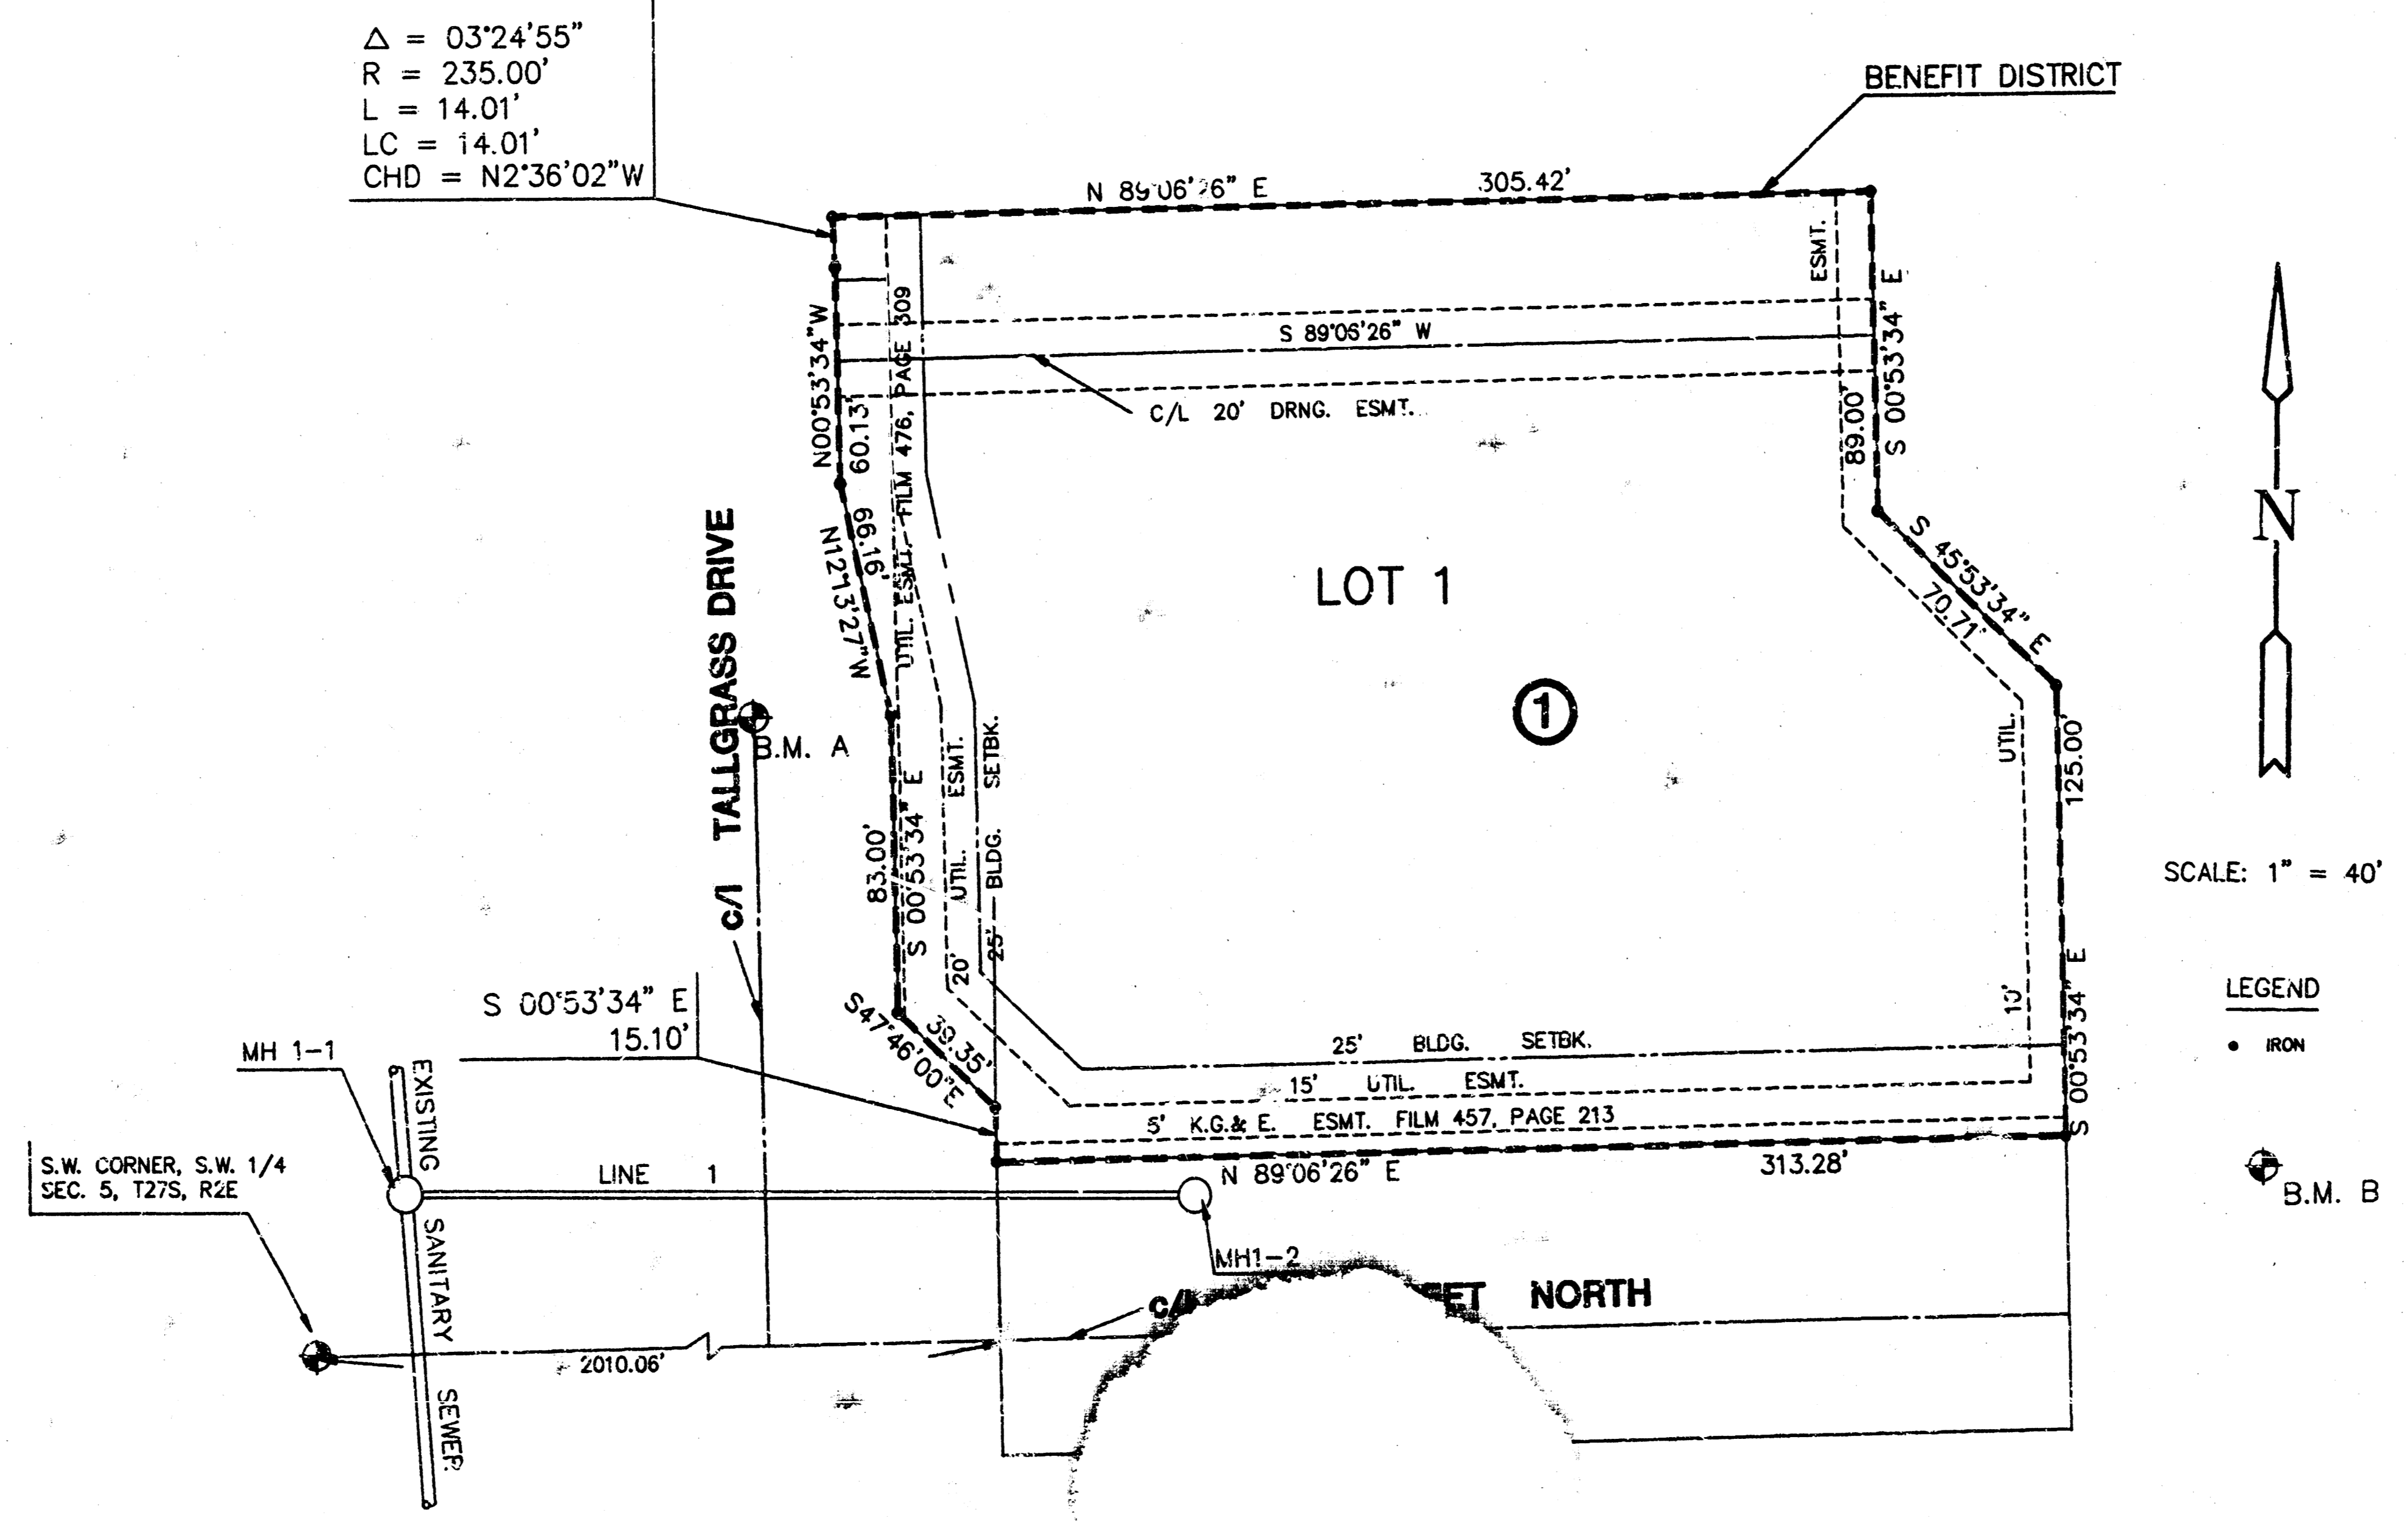 Δ = 03°24'55"
R = 235.00'
L = 14.01'
LC = 14.01'
CHD = N2°36'02"W
BENEFIT DISTRICT
N 89°06'26" E 305.42'
ESMT.
S 00°53'34" E
89.00'
S 89°06'26" W
C/L 20' DRNG. ESMT.
N00°53'34"W
60.13'
UTIL. ESMT. FILM 476, PAGE 309
66.16'
N12°13'27"W
LOT 1
1
S 45°53'34" E
70.71'
N
c/l TALLGRASS DRIVE
B.M. A
83.00'
S 00°53'34" E
20' UTIL. ESMT.
25' BLDG. SETBK.
UTIL.
10'
125.00'
S 00°53'34" E
SCALE: 1" = 40'
LEGEND
IRON
B.M. B
S 00°53'34" E
15.10'
39.35'
S47°46'00"E
25' BLDG. SETBK.
15' UTIL. ESMT.
5' K.G.& E. ESMT. FILM 457, PAGE 213
N 89°06'26" E 313.28'
MH 1-1
EXISTING SANITARY SEWER
S.W. CORNER, S.W. 1/4
SEC. 5, T27S, R2E
LINE 1
MH1-2
NORTH
2010.06'